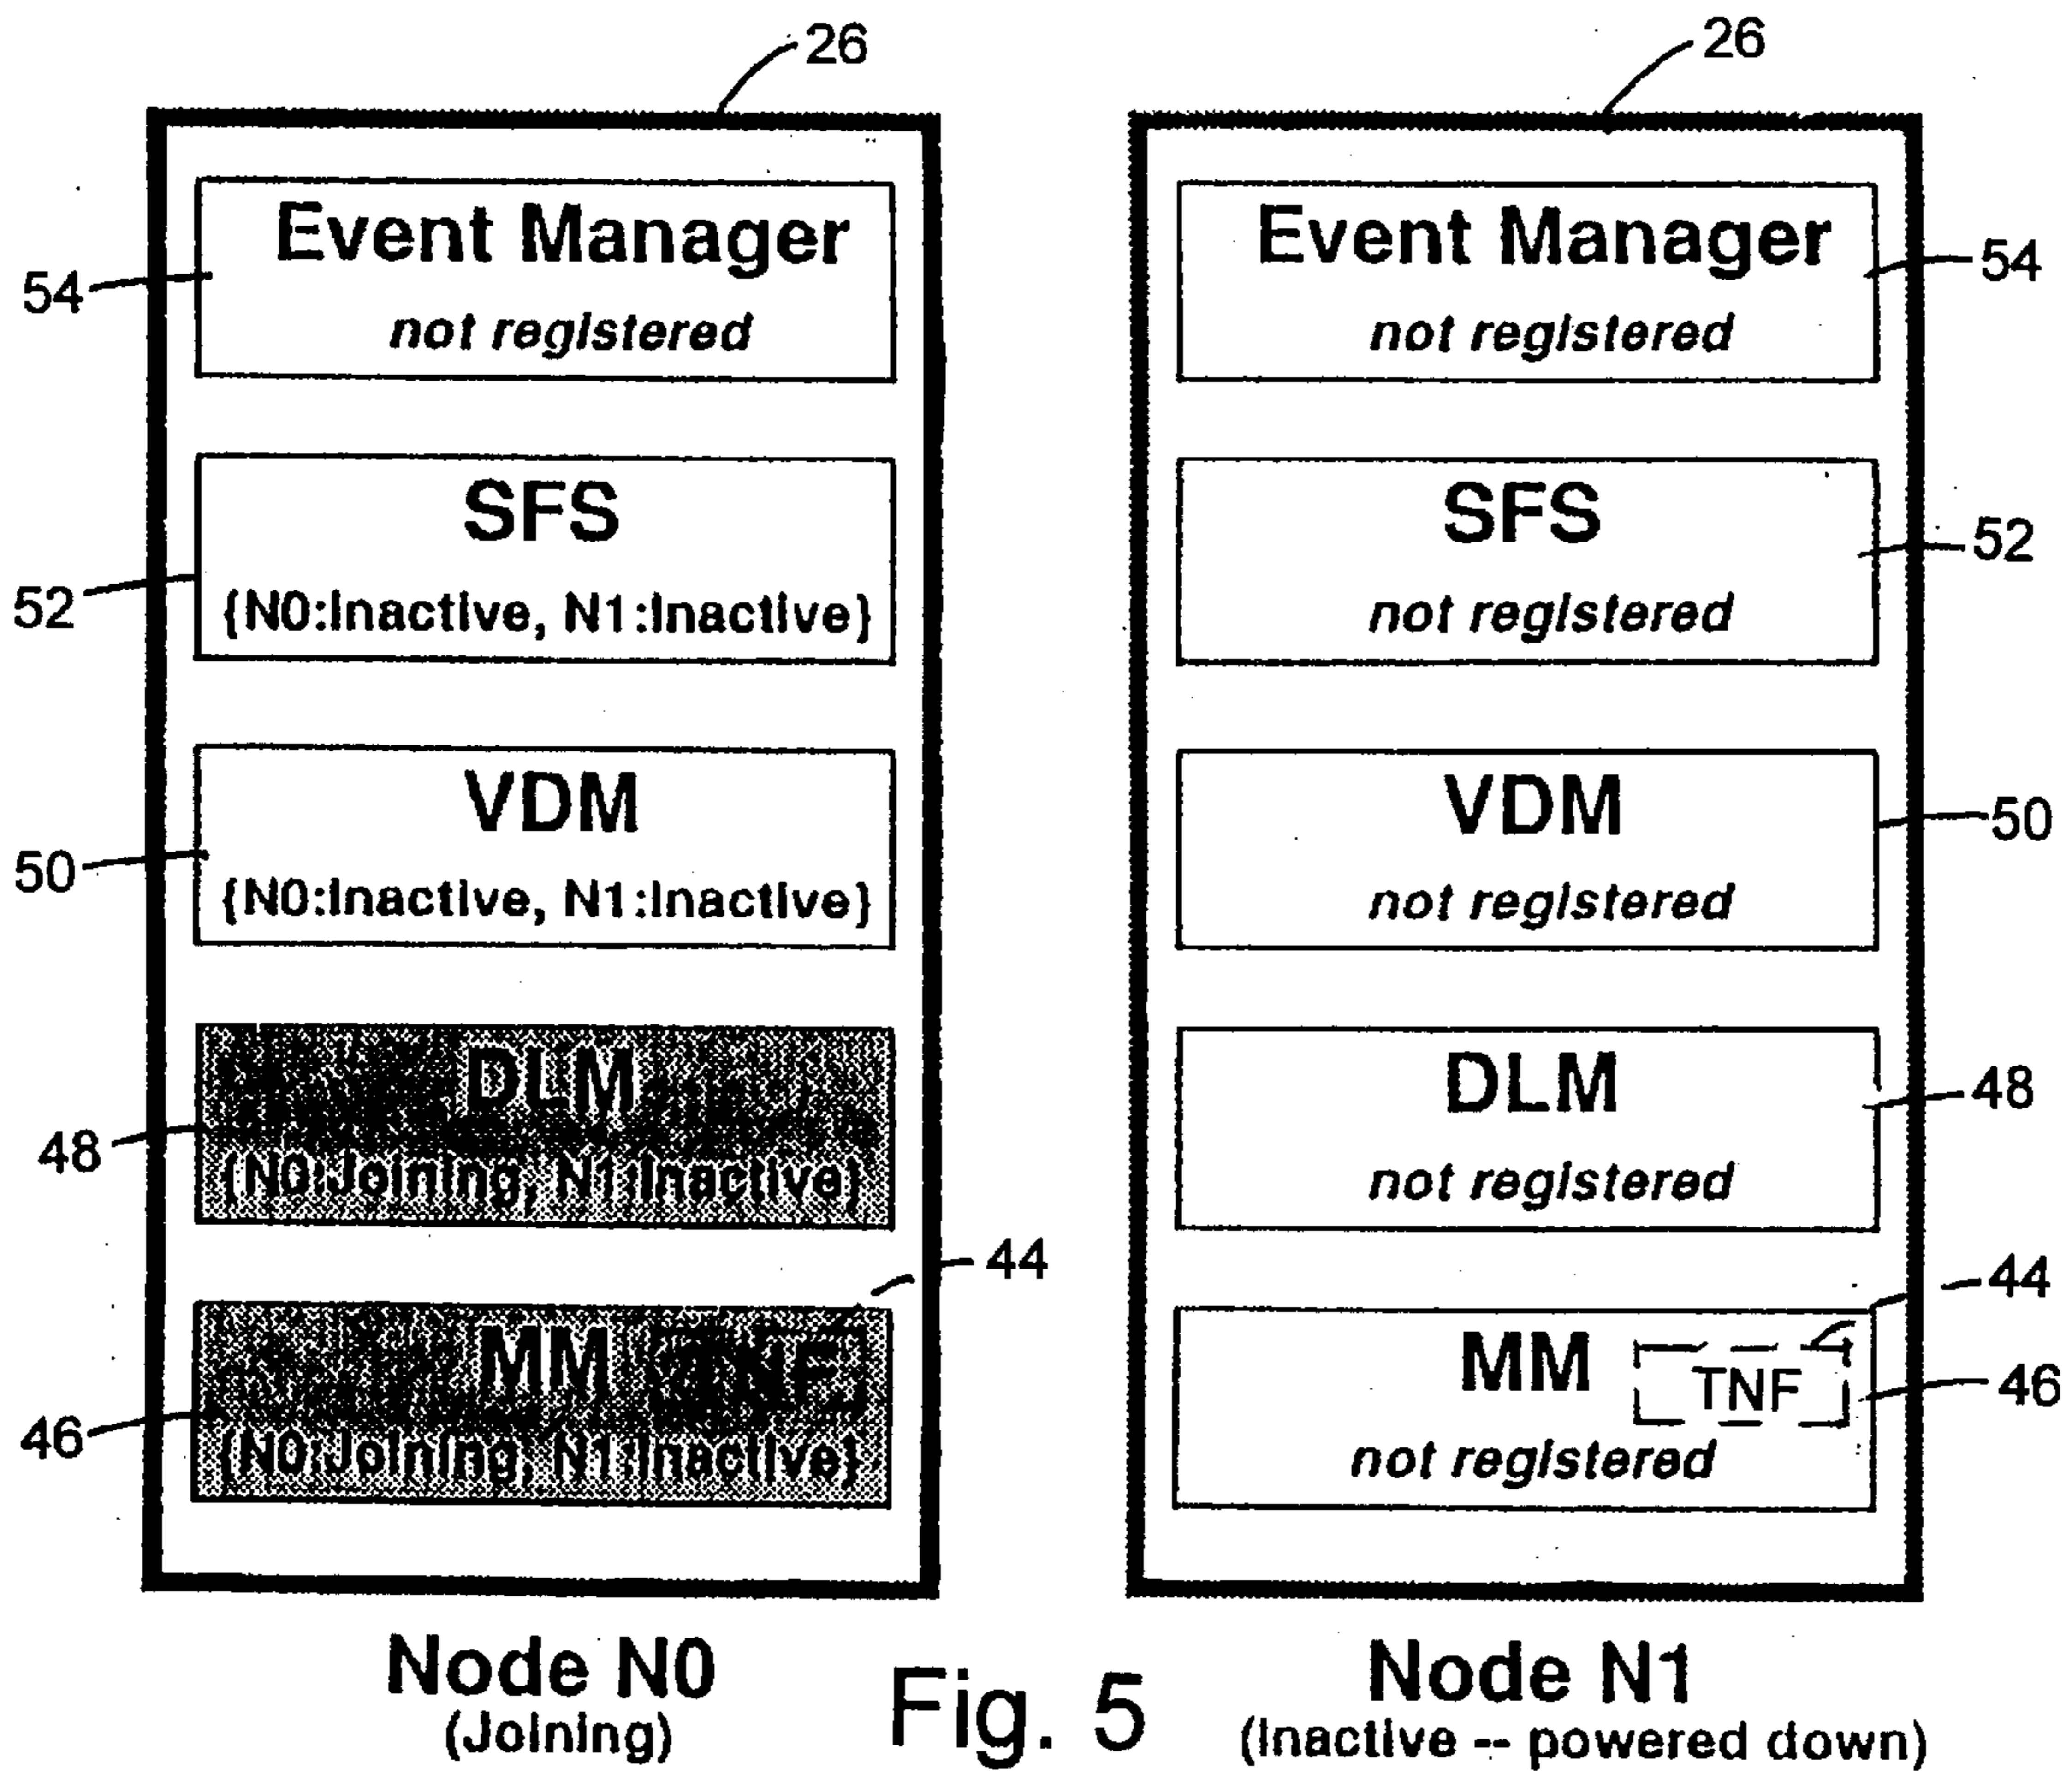 26
Event Manager
not registered
54
SFS
{N0:Inactive, N1:Inactive}
52
VDM
{N0:Inactive, N1:Inactive}
50
DLM
{N0:Joining, N1:Inactive}
48
44
MM TNF
{N0:Joining, N1:Inactive}
46
Node N0
(Joining)
26
Event Manager
not registered
54
SFS
not registered
52
VDM
not registered
50
DLM
not registered
48
44
MM TNF
not registered
46
Node N1
(Inactive -- powered down)
Fig. 5